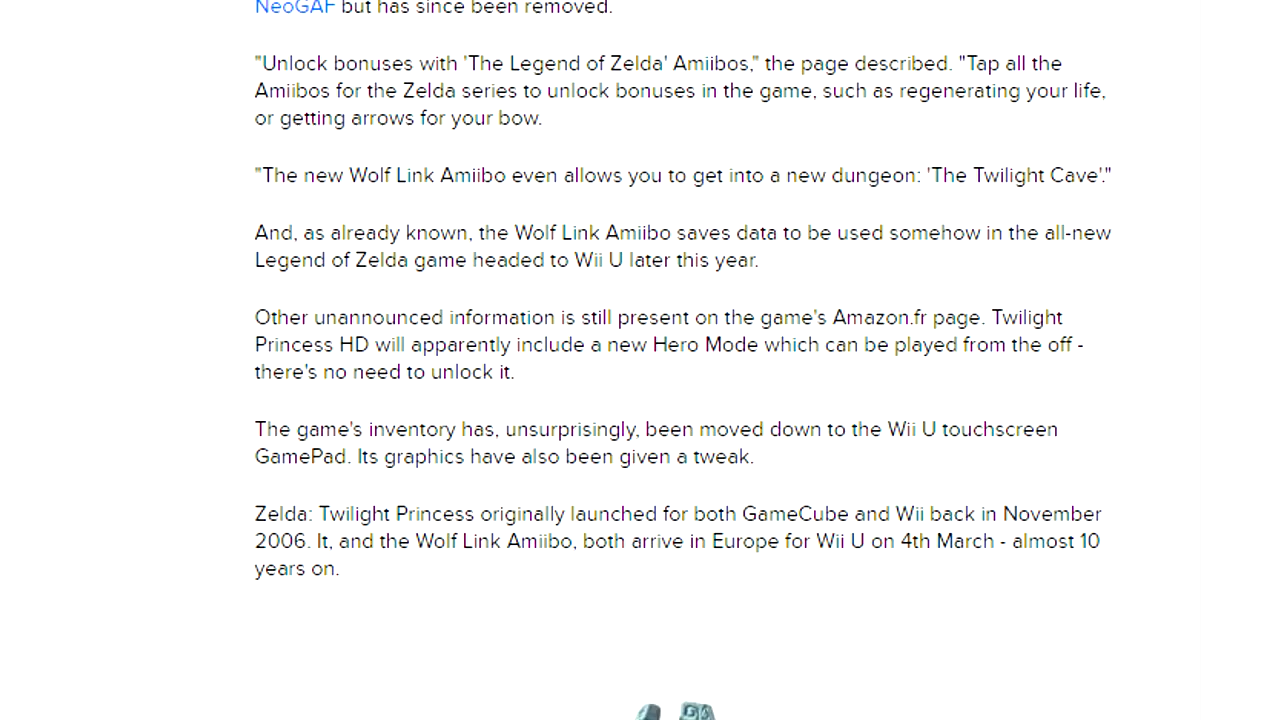 NeoGAF but has since been removed.
"Unlock bonuses with 'The Legend of Zelda' Amiibos," the page described. "Tap all the
Amiibos for the Zelda series to unlock bonuses in the game, such as regenerating your life,
or getting arrows for your bow.
"The new Wolf Link Amiibo even allows you to get into a new dungeon: 'The Twilight Cave'."
And, as already known, the Wolf Link Amiibo saves data to be used somehow in the all-new
Legend of Zelda game headed to Wii U later this year.
Other unannounced information is still present on the game's Amazon.fr page. Twilight
Princess HD will apparently include a new Hero Mode which can be played from the off -
there's no need to unlock it.
The game's inventory has, unsurprisingly, been moved down to the Wii U touchscreen
GamePad. Its graphics have also been given a tweak.
Zelda: Twilight Princess originally launched for both GameCube and Wii back in November
2006. It, and the Wolf Link Amiibo, both arrive in Europe for Wii U on 4th March - almost 10
years on.